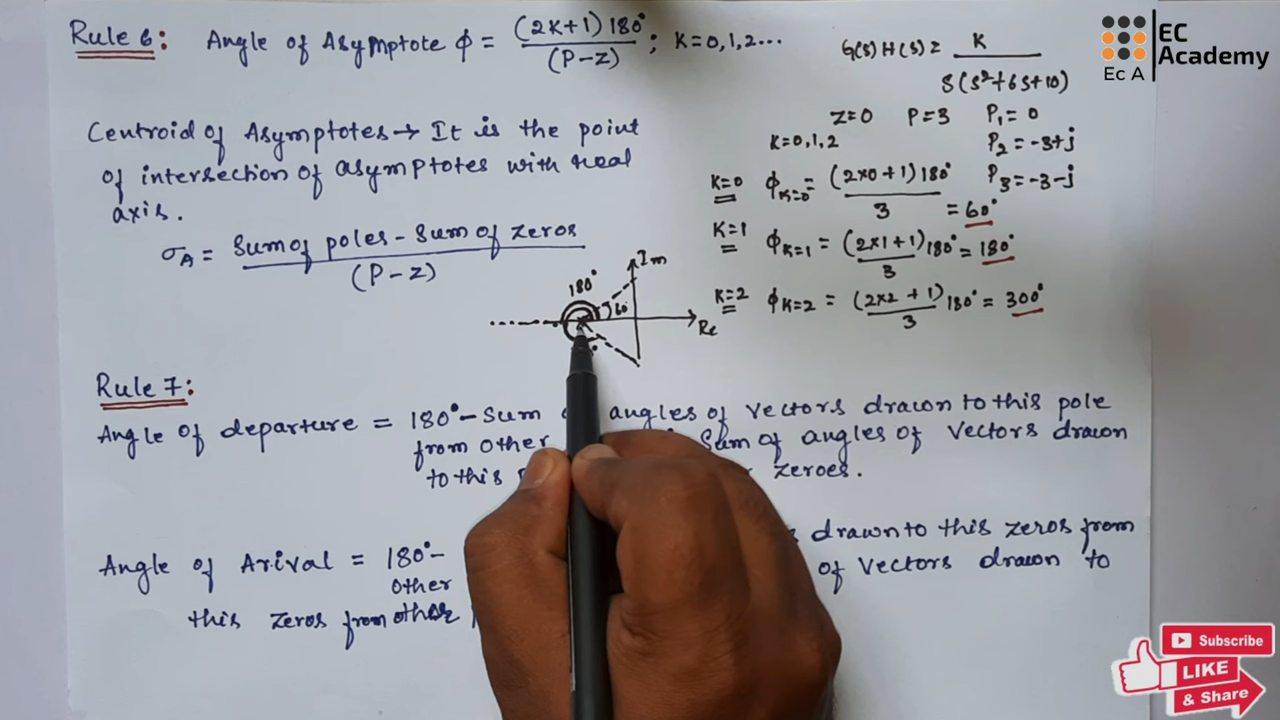 Rule 6: Angle of Asymptote ϕ = (2K+1)180° / (P-z) ; K=0,1,2...
Centroid of Asymptotes → It is the point
of intersection of asymptotes with real
axis.
σA = Sum of poles - Sum of zeros / (P-z)
G(s)H(s)= K / S(s²+6s+10)
Z=0 P=3 P1=0
K=0,1,2 P2=-3+j
P3=-3-j
K=0 ϕK=0 = (2×0+1)180° / 3 = 60°
K=1 ϕK=1 = (2×1+1)180° / 3 = 180°
K=2 ϕK=2 = (2×2+1)180° / 3 = 300°
Im
180°
60°
Re
Rule 7:
Angle of departure = 180°- Sum angles of vectors drawn to this pole
from other Sum of angles of vectors drawn
to this zeroes.
Angle of Arival = 180°- drawn to this zeros from
other of vectors drawn to
this zeros from other
EC
Academy
Ec A
Subscribe
LIKE
& Share